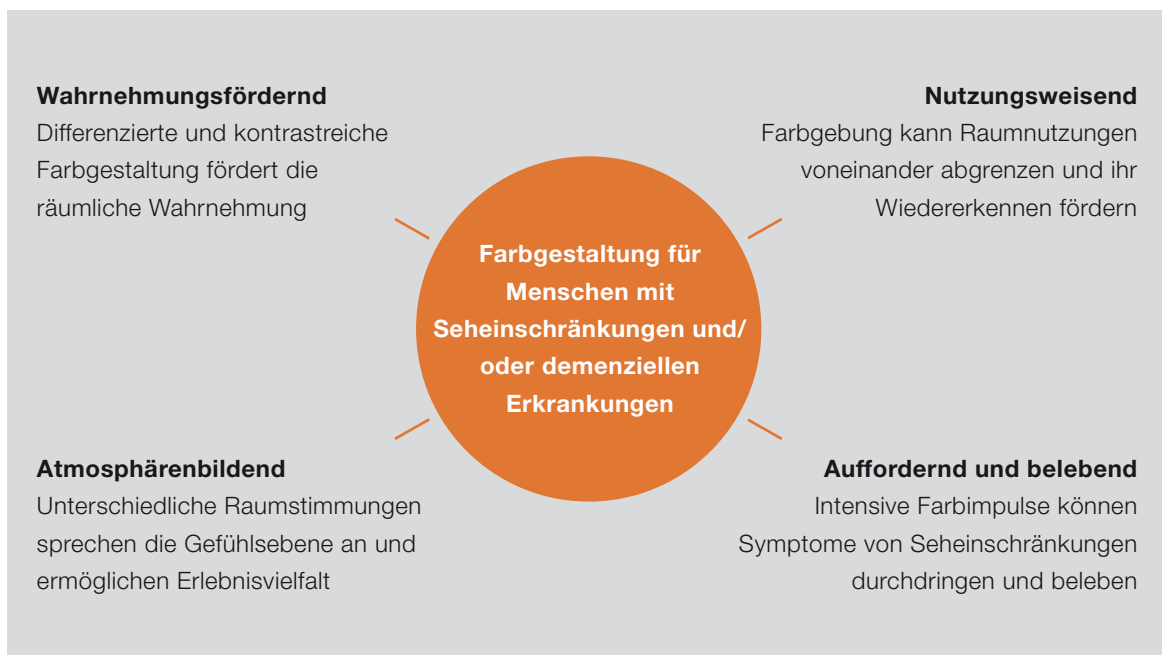 Wahrnehmungsfördernd
Differenzierte und kontrastreiche
Farbgestaltung fördert die
räumliche Wahrnehmung
Nutzungsweisend
Farbgebung kann Raumnutzungen
voneinander abgrenzen und ihr
Wiedererkennen fördern
Farbgestaltung für
Menschen mit
Seheinschränkungen und/
oder demenziellen
Erkrankungen
Atmosphärenbildend
Unterschiedliche Raumstimmungen
sprechen die Gefühlsebene an und
ermöglichen Erlebnisvielfalt
Auffordernd und belebend
Intensive Farbimpulse können
Symptome von Seheinschränkungen
durchdringen und beleben